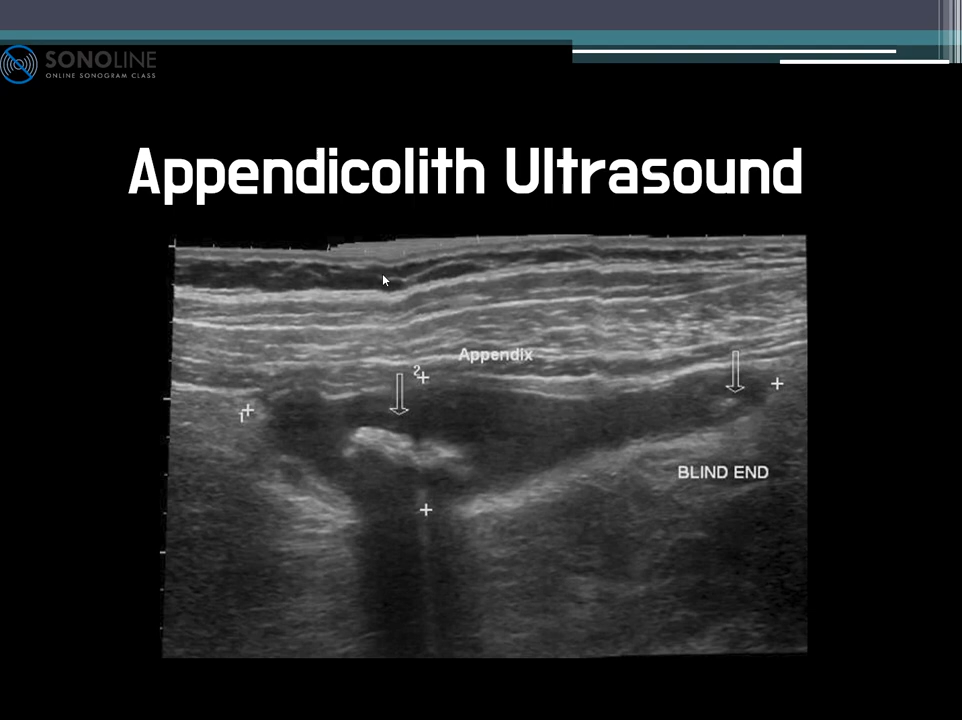 SONOLINE
ONLINE SONOGRAM CLASS
Appendicolith Ultrasound
Appendix
2
1
BLIND END